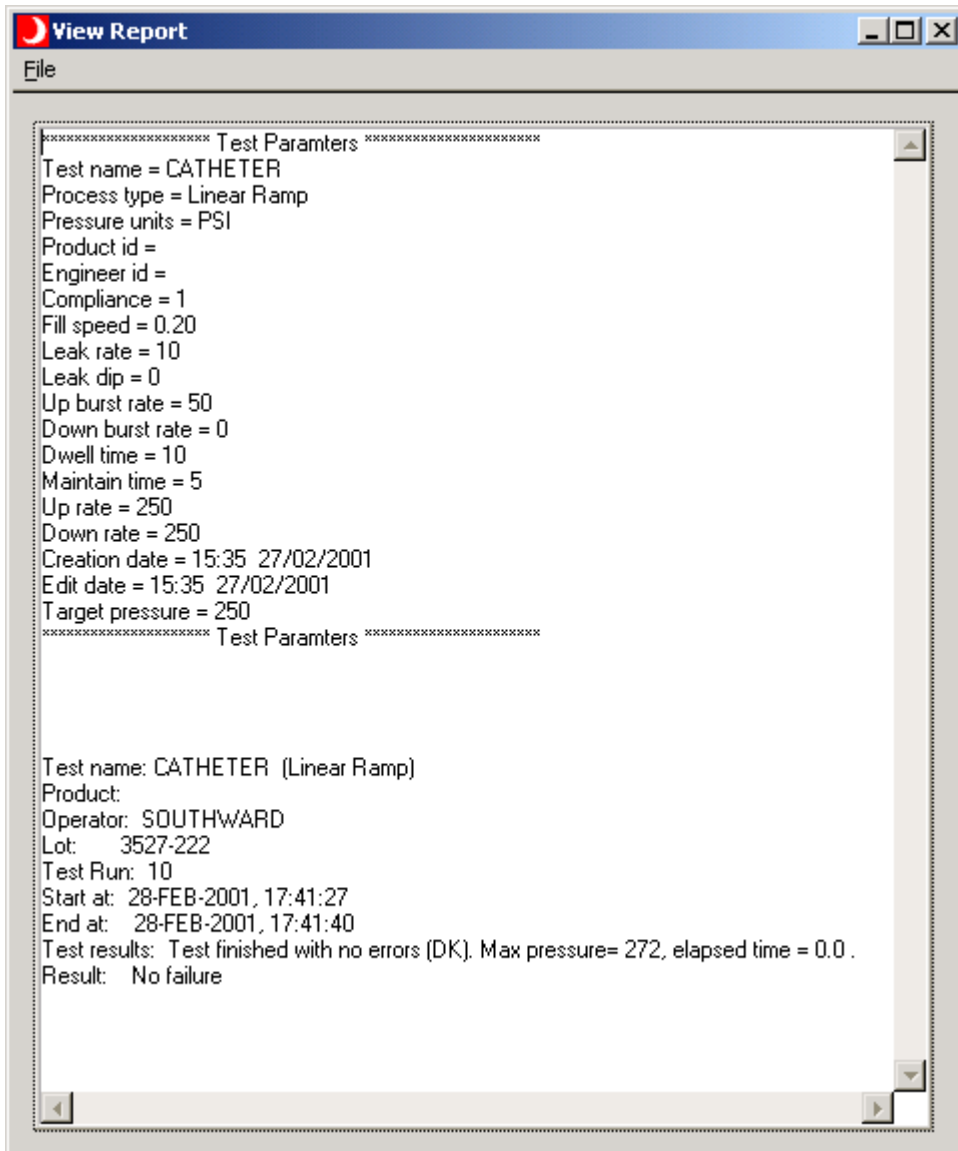 View Report
File
********************* Test Paramters **********************
Test name = CATHETER
Process type = Linear Ramp
Pressure units = PSI
Product id =
Engineer id =
Compliance = 1
Fill speed = 0.20
Leak rate = 10
Leak dip = 0
Up burst rate = 50
Down burst rate = 0
Dwell time = 10
Maintain time = 5
Up rate = 250
Down rate = 250
Creation date = 15:35  27/02/2001
Edit date = 15:35  27/02/2001
Target pressure = 250
********************* Test Paramters **********************
Test name: CATHETER  (Linear Ramp)
Product:
Operator:  SOUTHWARD
Lot:      3527-222
Test Run:  10
Start at:  28-FEB-2001, 17:41:27
End at:    28-FEB-2001, 17:41:40
Test results:  Test finished with no errors (DK). Max pressure= 272, elapsed time = 0.0 .
Result:    No failure